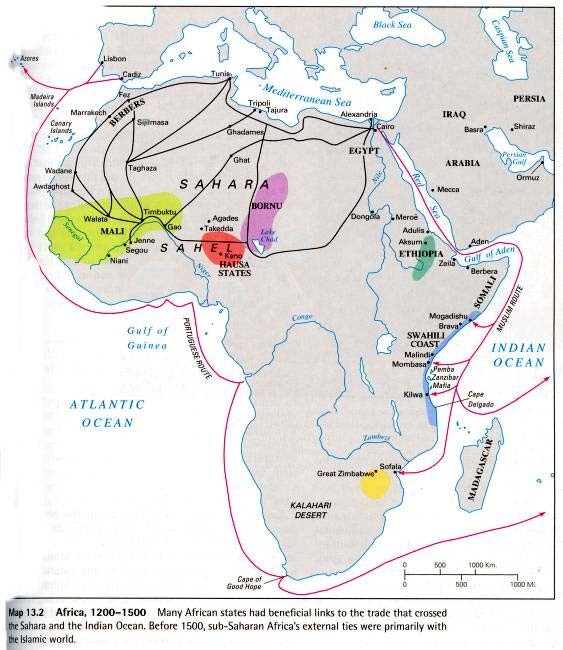 Black Sea
Caspian Sea
Azores
Lisbon
Cadiz
Tunis
Mediterranean Sea
PERSIA
Madeira
Islands
Fez
Marrakech
BERBERS
Sijilmasa
Tripoli
Tajura
Alexandria
Cairo
IRAQ
Basra
Shiraz
Canary
Islands
Ghadames
EGYPT
Persian
Gulf
ARABIA
Ormuz
Wadane
Taghaza
Ghat
Nile
Red
Sea
Mecca
Awdaghost
SAHARA
BORNU
Walata
Timbuktu
Dongola
Meroë
Agades
Takedda
Adulis
Aden
Senegal
MALI
Gao
Lake
Chad
Aksum
ETHIOPIA
Zeila
Gulf of Aden
Berbera
Jenne
Segou
Niani
SAHEL
Kano
HAUSA
STATES
Niger
SOMALI
Mogadishu
Brava
MUSLIM ROUTE
Gulf of
Guinea
PORTUGUESE ROUTE
Congo
SWAHILI
COAST
Malindi
Mombasa
Pemba
Zanzibar
Mafia
INDIAN
OCEAN
Kilwa
Cape
Delgado
ATLANTIC
OCEAN
Zambezi
Great Zimbabwe
Sofala
MADAGASCAR
KALAHARI
DESERT
Cape of
Good Hope
0 500 1000 Km.
0 500 1000 Mi.
Map 13.2 Africa, 1200–1500 Many African states had beneficial links to the trade that crossed
the Sahara and the Indian Ocean. Before 1500, sub-Saharan Africa's external ties were primarily with
the Islamic world.